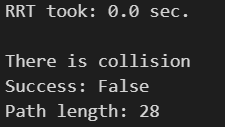 RRT took: 0.0 sec.
There is collision
Success: False
Path length: 28